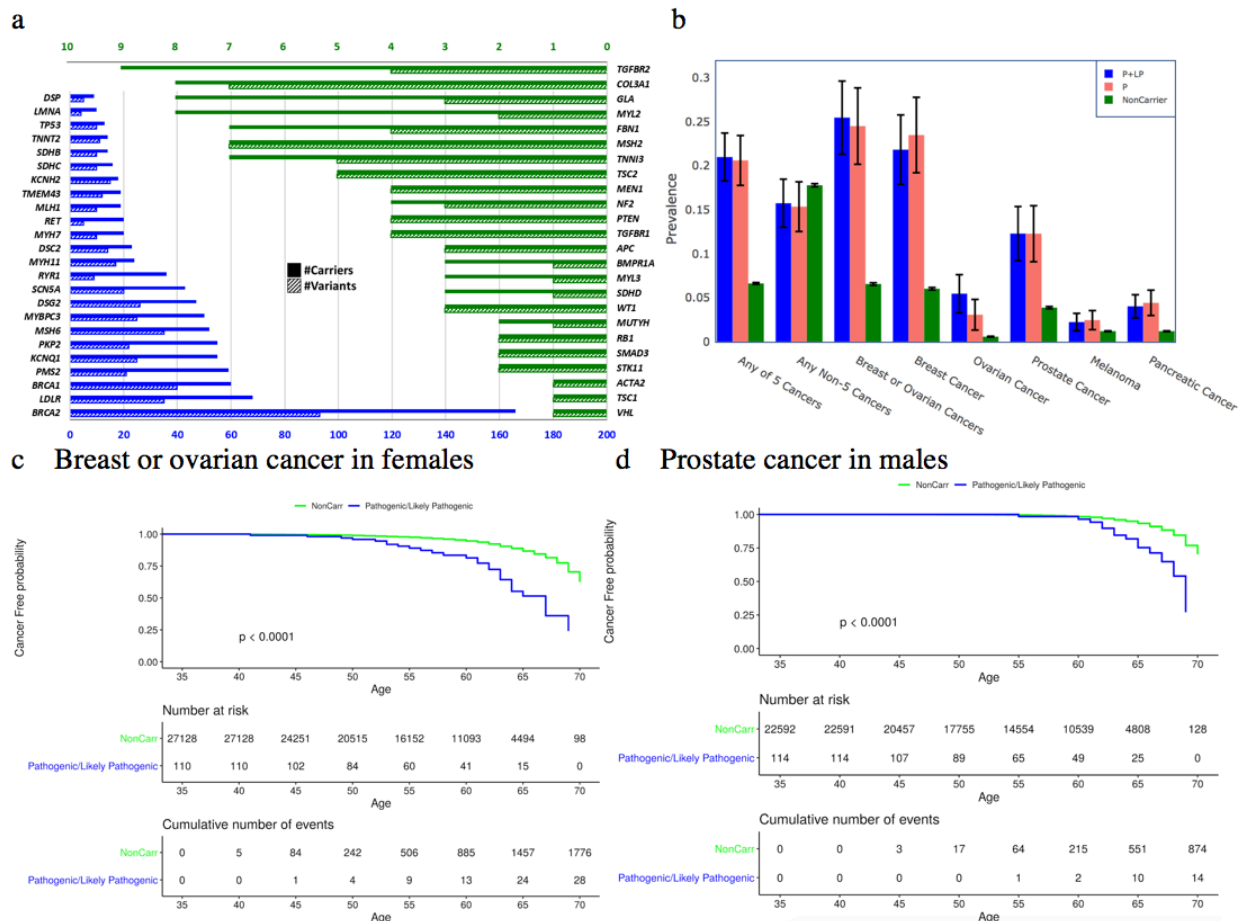 a
10 9 8 7 6 5 4 3 2 1 0
TGFBR2
COL3A1
DSP GLA
LMNA MYL2
TP53 FBN1
TNNT2 MSH2
SDHB TNNI3
SDHC TSC2
KCNH2 MEN1
TMEM43 NF2
MLH1 PTEN
RET TGFBR1
MYH7 APC
DSC2 BMPR1A
MYH11 MYL3
RYR1 SDHD
SCN5A WT1
DSG2 MUTYH
MYBPC3 RB1
MSH6 SMAD3
PKP2 STK11
KCNQ1 ACTA2
PMS2 TSC1
BRCA1 VHL
LDLR
BRCA2
#Carriers
#Variants
0 20 40 60 80 100 120 140 160 180 200
b
P+LP
P
NonCarrier
Prevalence
0.3
0.25
0.2
0.15
0.1
0.05
0
Any of 5 Cancers
Any Non-5 Cancers
Breast or Ovarian Cancers
Breast Cancer
Ovarian Cancer
Prostate Cancer
Melanoma
Pancreatic Cancer
c Breast or ovarian cancer in females
NonCarr Pathogenic/Likely Pathogenic
Cancer Free probability
1.00
0.75
0.50
0.25
0.00
p < 0.0001
35 40 45 50 55 60 65 70
Age
Number at risk
NonCarr 27128 27128 24251 20515 16152 11093 4494 98
Pathogenic/Likely Pathogenic 110 110 102 84 60 41 15 0
35 40 45 50 55 60 65 70
Age
Cumulative number of events
NonCarr 0 5 84 242 506 885 1457 1776
Pathogenic/Likely Pathogenic 0 0 1 4 9 13 24 28
35 40 45 50 55 60 65 70
Age
d Prostate cancer in males
NonCarr Pathogenic/Likely Pathogenic
Cancer Free probability
1.00
0.75
0.50
0.25
0.00
p < 0.0001
35 40 45 50 55 60 65 70
Age
Number at risk
NonCarr 22592 22591 20457 17755 14554 10539 4808 128
Pathogenic/Likely Pathogenic 114 114 107 89 65 49 25 0
35 40 45 50 55 60 65 70
Age
Cumulative number of events
NonCarr 0 0 3 17 64 215 551 874
Pathogenic/Likely Pathogenic 0 0 0 0 1 2 10 14
35 40 45 50 55 60 65 70
Age